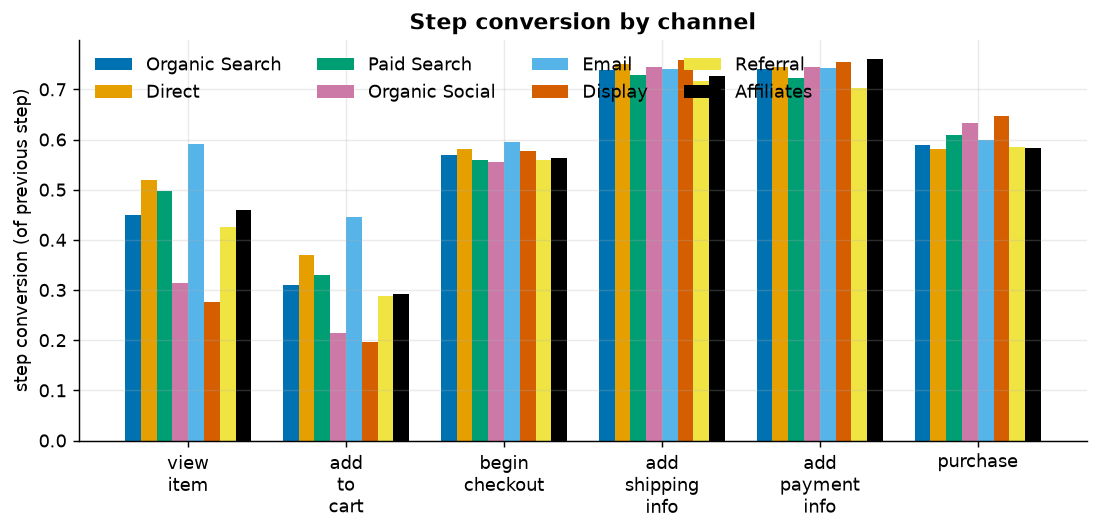 Step conversion by channel
Organic Search
Paid Search
Email
Referral
Direct
Organic Social
Display
Affiliates
step conversion (of previous step)
0.7
0.6
0.5
0.4
0.3
0.2
0.1
0.0
view
item
add
to
cart
begin
checkout
add
shipping
info
add
payment
info
purchase